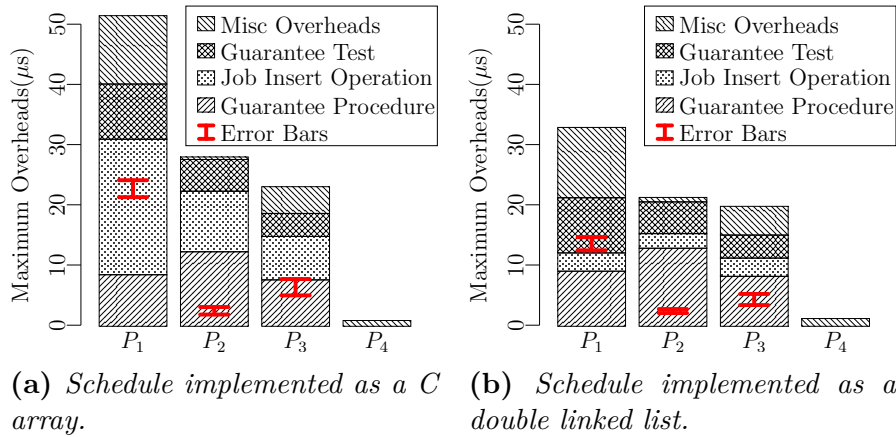 Maximum Overheads(μs)
0 10 20 30 40 50
Misc Overheads
Guarantee Test
Job Insert Operation
Guarantee Procedure
Error Bars
P1 P2 P3 P4
(a) Schedule implemented as a C
array.
Maximum Overheads(μs)
0 10 20 30 40 50
Misc Overheads
Guarantee Test
Job Insert Operation
Guarantee Procedure
Error Bars
P1 P2 P3 P4
(b) Schedule implemented as a
double linked list.